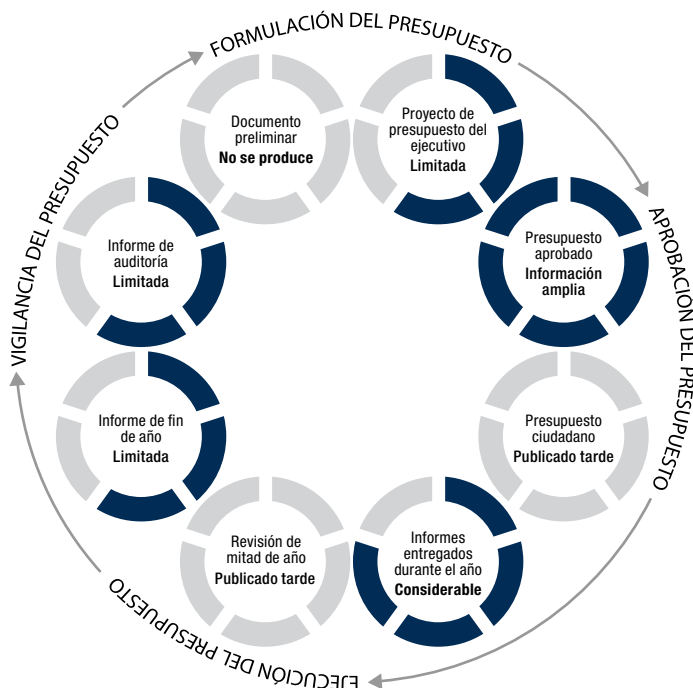 FORMULACIÓN DEL PRESUPUESTO
Documento
preliminar
No se produce
Proyecto de
presupuesto del
ejecutivo
Limitada
APROBACIÓN DEL PRESUPUESTO
Presupuesto
aprobado
Información
amplia
Presupuesto
ciudadano
Publicado tarde
Informes
entregados
durante el año
Considerable
EJECUCIÓN DEL PRESUPUESTO
Revisión de
mitad de año
Publicado tarde
Informe de fin
de año
Limitada
VIGILANCIA DEL PRESUPUESTO
Informe de
auditoría
Limitada